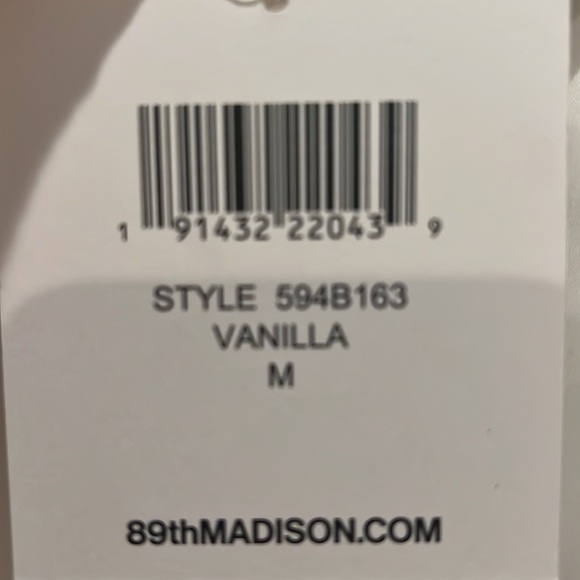 1 91432 22043 9
STYLE 594B163
VANILLA
M
89thMADISON.COM